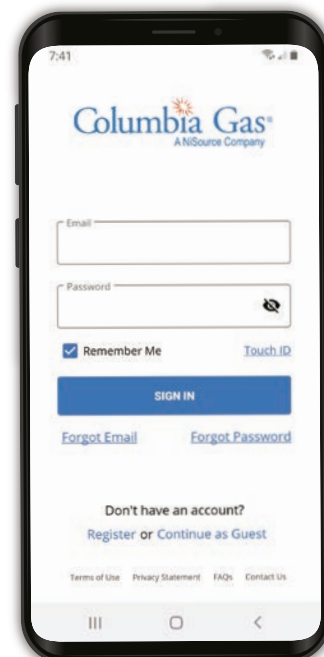 7:41
Columbia Gas®
A NiSource Company
Email
Password
Remember Me Touch ID
SIGN IN
Forgot Email Forgot Password
Don't have an account?
Register or Continue as Guest
Terms of Use Privacy Statement FAQs Contact Us